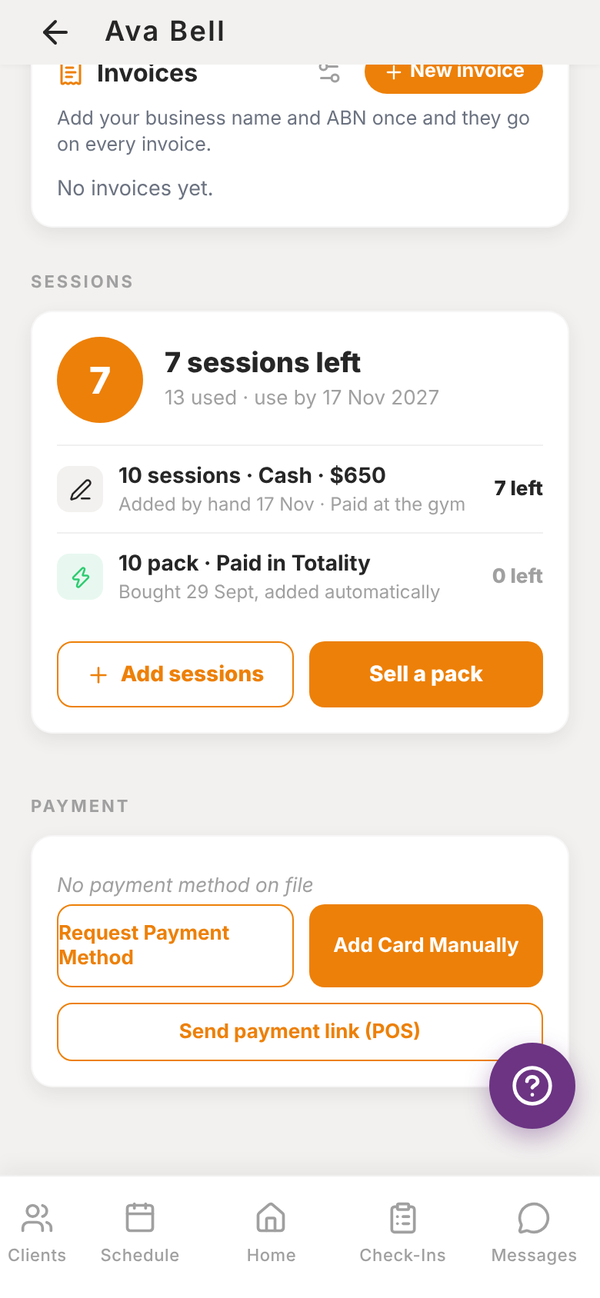 Ava Bell
Invoices
+ New invoice
Add your business name and ABN once and they go
on every invoice.
No invoices yet.
SESSIONS
7
7 sessions left
13 used · use by 17 Nov 2027
10 sessions · Cash · $650
Added by hand 17 Nov · Paid at the gym
7 left
10 pack · Paid in Totality
Bought 29 Sept, added automatically
0 left
+ Add sessions
Sell a pack
PAYMENT
No payment method on file
Request Payment
Method
Add Card Manually
Send payment link (POS)
Clients
Schedule
Home
Check-Ins
Messages